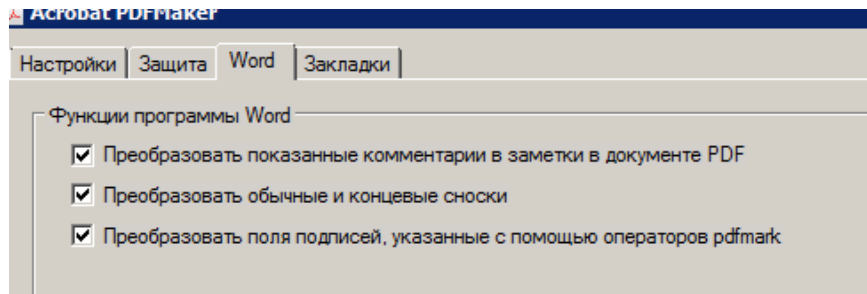 Acrobat PDFMaker
Настройки Защита Word Закладки
Функции программы Word
Преобразовать показанные комментарии в заметки в документе PDF
Преобразовать обычные и концевые сноски
Преобразовать поля подписей, указанные с помощью операторов pdfmark